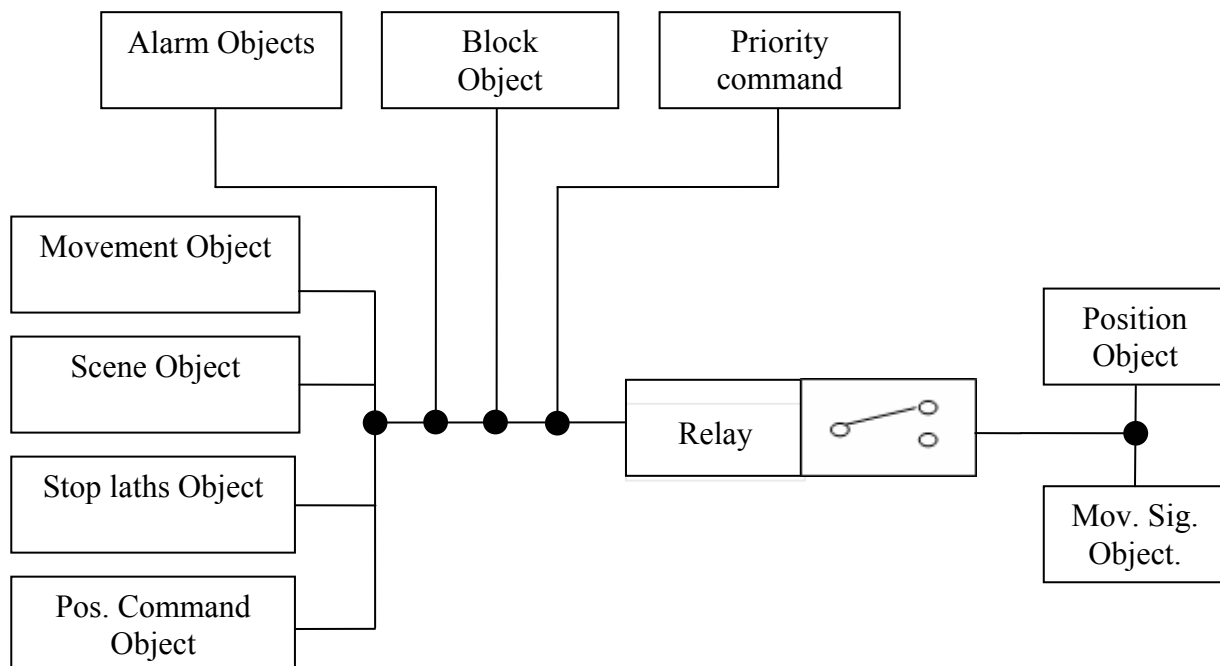 Alarm Objects
Block
Object
Priority
command
Movement Object
Scene Object
Stop laths Object
Pos. Command
Object
Relay
Position
Object
Mov. Sig.
Object.